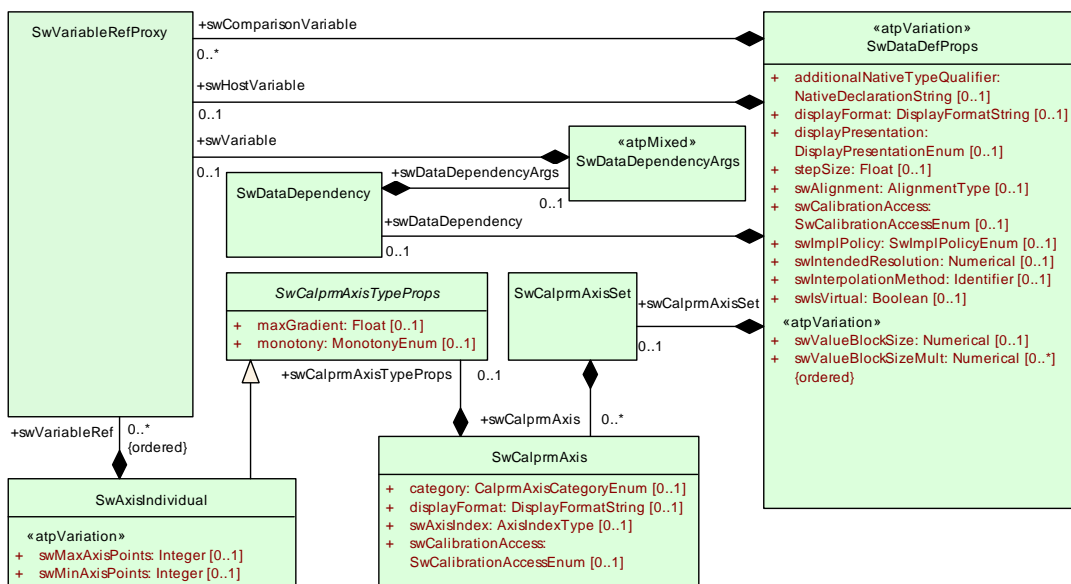 SwVariableRefProxy
+swComparisonVariable
0..*
+swHostVariable
0..1
+swVariable
0..1
«atpVariation»
SwDataDefProps
+ additionalNativeTypeQualifier:
NativeDeclarationString [0..1]
+ displayFormat: DisplayFormatString [0..1]
+ displayPresentation:
DisplayPresentationEnum [0..1]
+ stepSize: Float [0..1]
+ swAlignment: AlignmentType [0..1]
+ swCalibrationAccess:
SwCalibrationAccessEnum [0..1]
+ swImplPolicy: SwImplPolicyEnum [0..1]
+ swIntendedResolution: Numerical [0..1]
+ swInterpolationMethod: Identifier [0..1]
+ swIsVirtual: Boolean [0..1]
«atpVariation»
+ swValueBlockSize: Numerical [0..1]
+ swValueBlockSizeMult: Numerical [0..*]
{ordered}
«atpMixed»
SwDataDependencyArgs
+swDataDependencyArgs
0..1
SwDataDependency
+swDataDependency
0..1
SwCalprmAxisTypeProps
+ maxGradient: Float [0..1]
+ monotony: MonotonyEnum [0..1]
SwCalprmAxisSet
+swCalprmAxisSet
0..1
+swCalprmAxisTypeProps
0..1
+swCalprmAxis
0..*
+swVariableRef
0..*
{ordered}
SwCalprmAxis
+ category: CalprmAxisCategoryEnum [0..1]
+ displayFormat: DisplayFormatString [0..1]
+ swAxisIndex: AxisIndexType [0..1]
+ swCalibrationAccess:
SwCalibrationAccessEnum [0..1]
SwAxisIndividual
«atpVariation»
+ swMaxAxisPoints: Integer [0..1]
+ swMinAxisPoints: Integer [0..1]